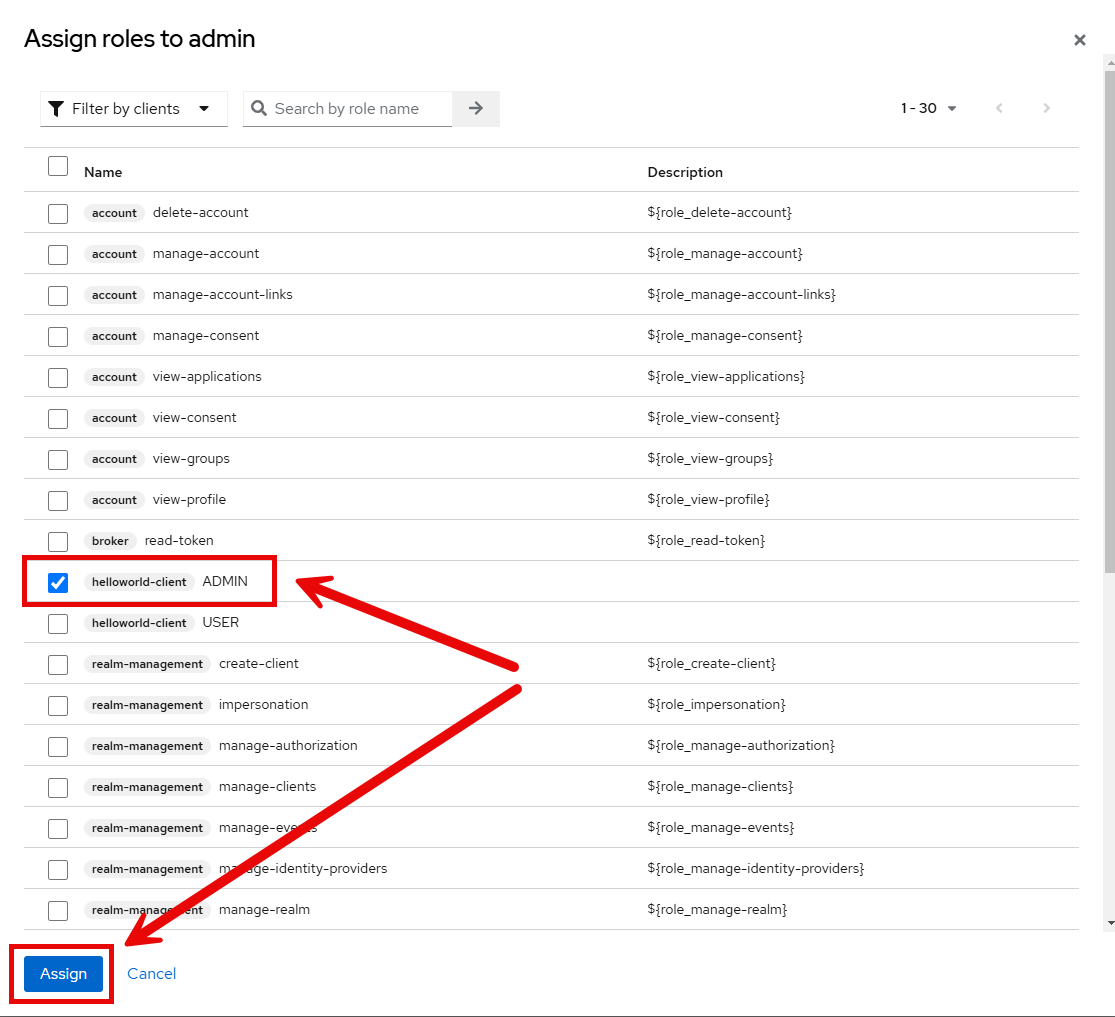 Assign roles to admin
Filter by clients Search by role name 1 - 30
Name Description
account delete-account ${role_delete-account}
account manage-account ${role_manage-account}
account manage-account-links ${role_manage-account-links}
account manage-consent ${role_manage-consent}
account view-applications ${role_view-applications}
account view-consent ${role_view-consent}
account view-groups ${role_view-groups}
account view-profile ${role_view-profile}
broker read-token ${role_read-token}
helloworld-client ADMIN
helloworld-client USER
realm-management create-client ${role_create-client}
realm-management impersonation ${role_impersonation}
realm-management manage-authorization ${role_manage-authorization}
realm-management manage-clients ${role_manage-clients}
realm-management manage-events ${role_manage-events}
realm-management manage-identity-providers ${role_manage-identity-providers}
realm-management manage-realm ${role_manage-realm}
Assign Cancel